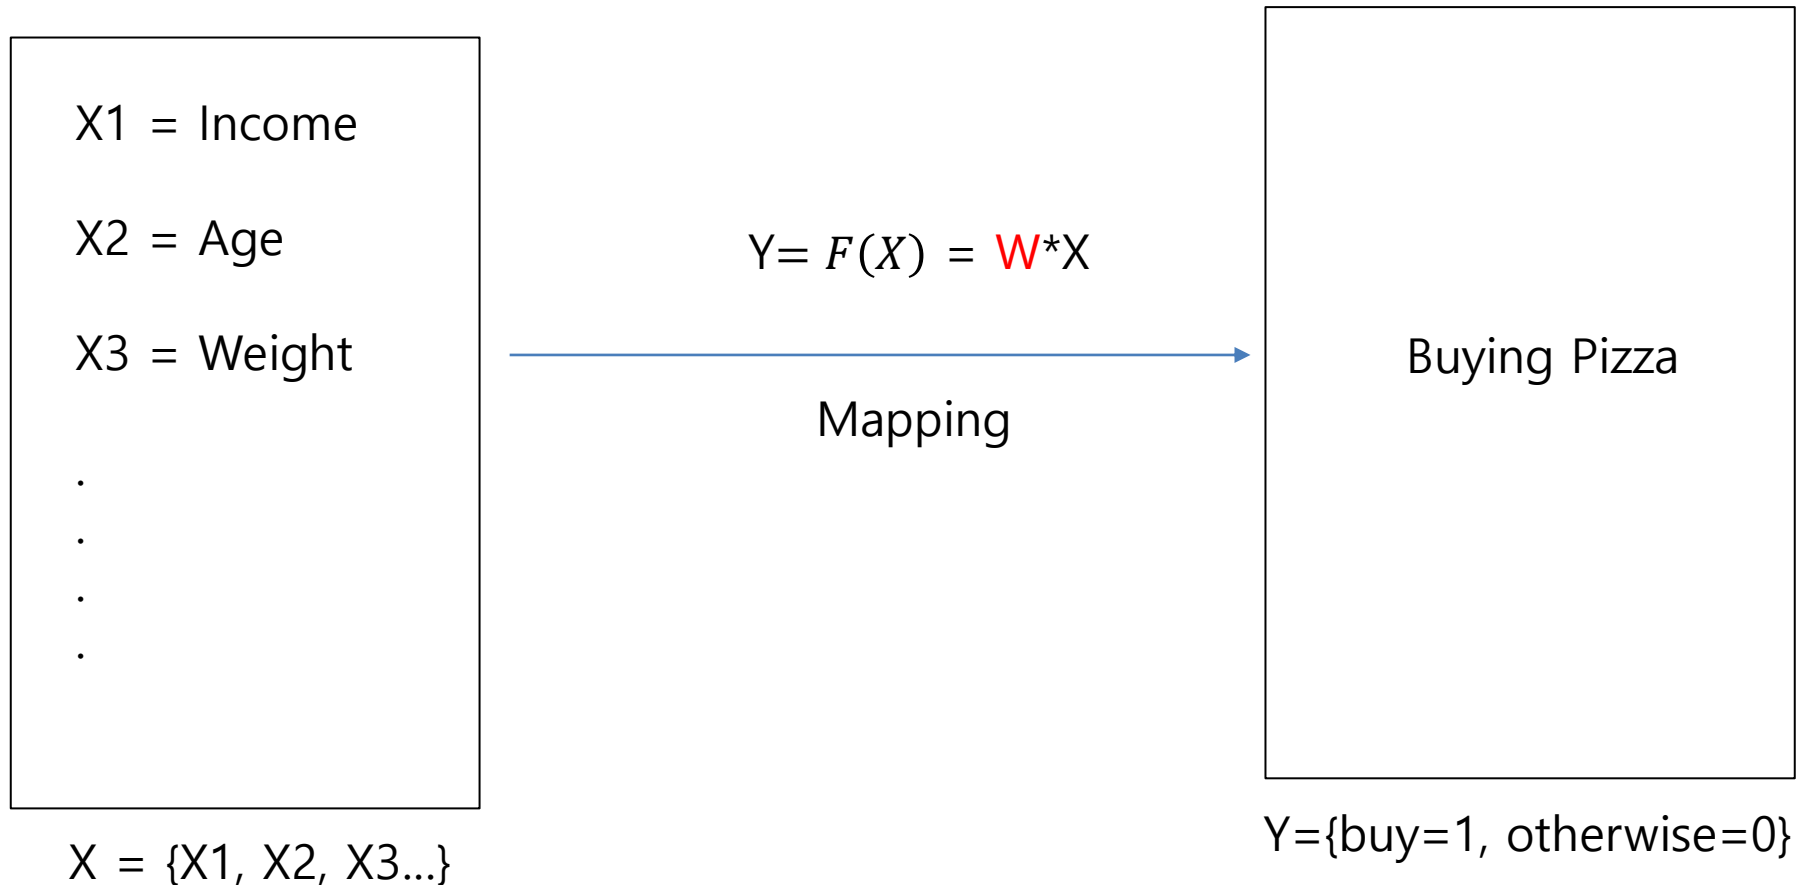 X1 = Income
X2 = Age
X3 = Weight
.
.
.
.
X = {X1, X2, X3...}
Y= F(X) = W*X
Mapping
Buying Pizza
Y={buy=1, otherwise=0}